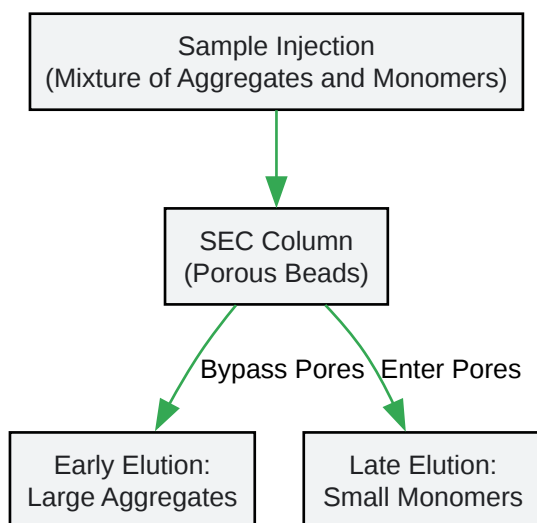 Sample Injection
(Mixture of Aggregates and Monomers)
SEC Column
(Porous Beads)
Bypass Pores
Enter Pores
Early Elution:
Large Aggregates
Late Elution:
Small Monomers